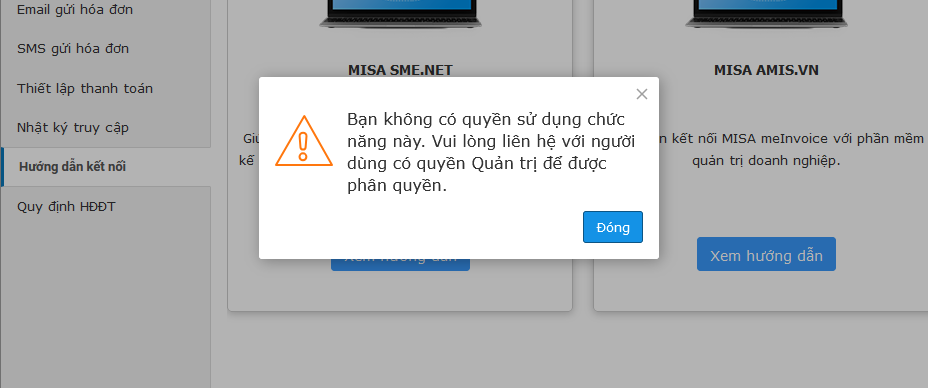 Email gửi hóa đơn
SMS gửi hóa đơn
Thiết lập thanh toán
Nhật ký truy cập
Hướng dẫn kết nối
Quy định HĐĐT
MISA SME.NET
MISA AMIS.VN
kế
kết nối MISA meInvoice với phần mềm
quản trị doanh nghiệp.
Bạn không có quyền sử dụng chức
năng này. Vui lòng liên hệ với người
dùng có quyền Quản trị để được
phân quyền.
Đóng
Xem hướng dẫn
Xem hướng dẫn